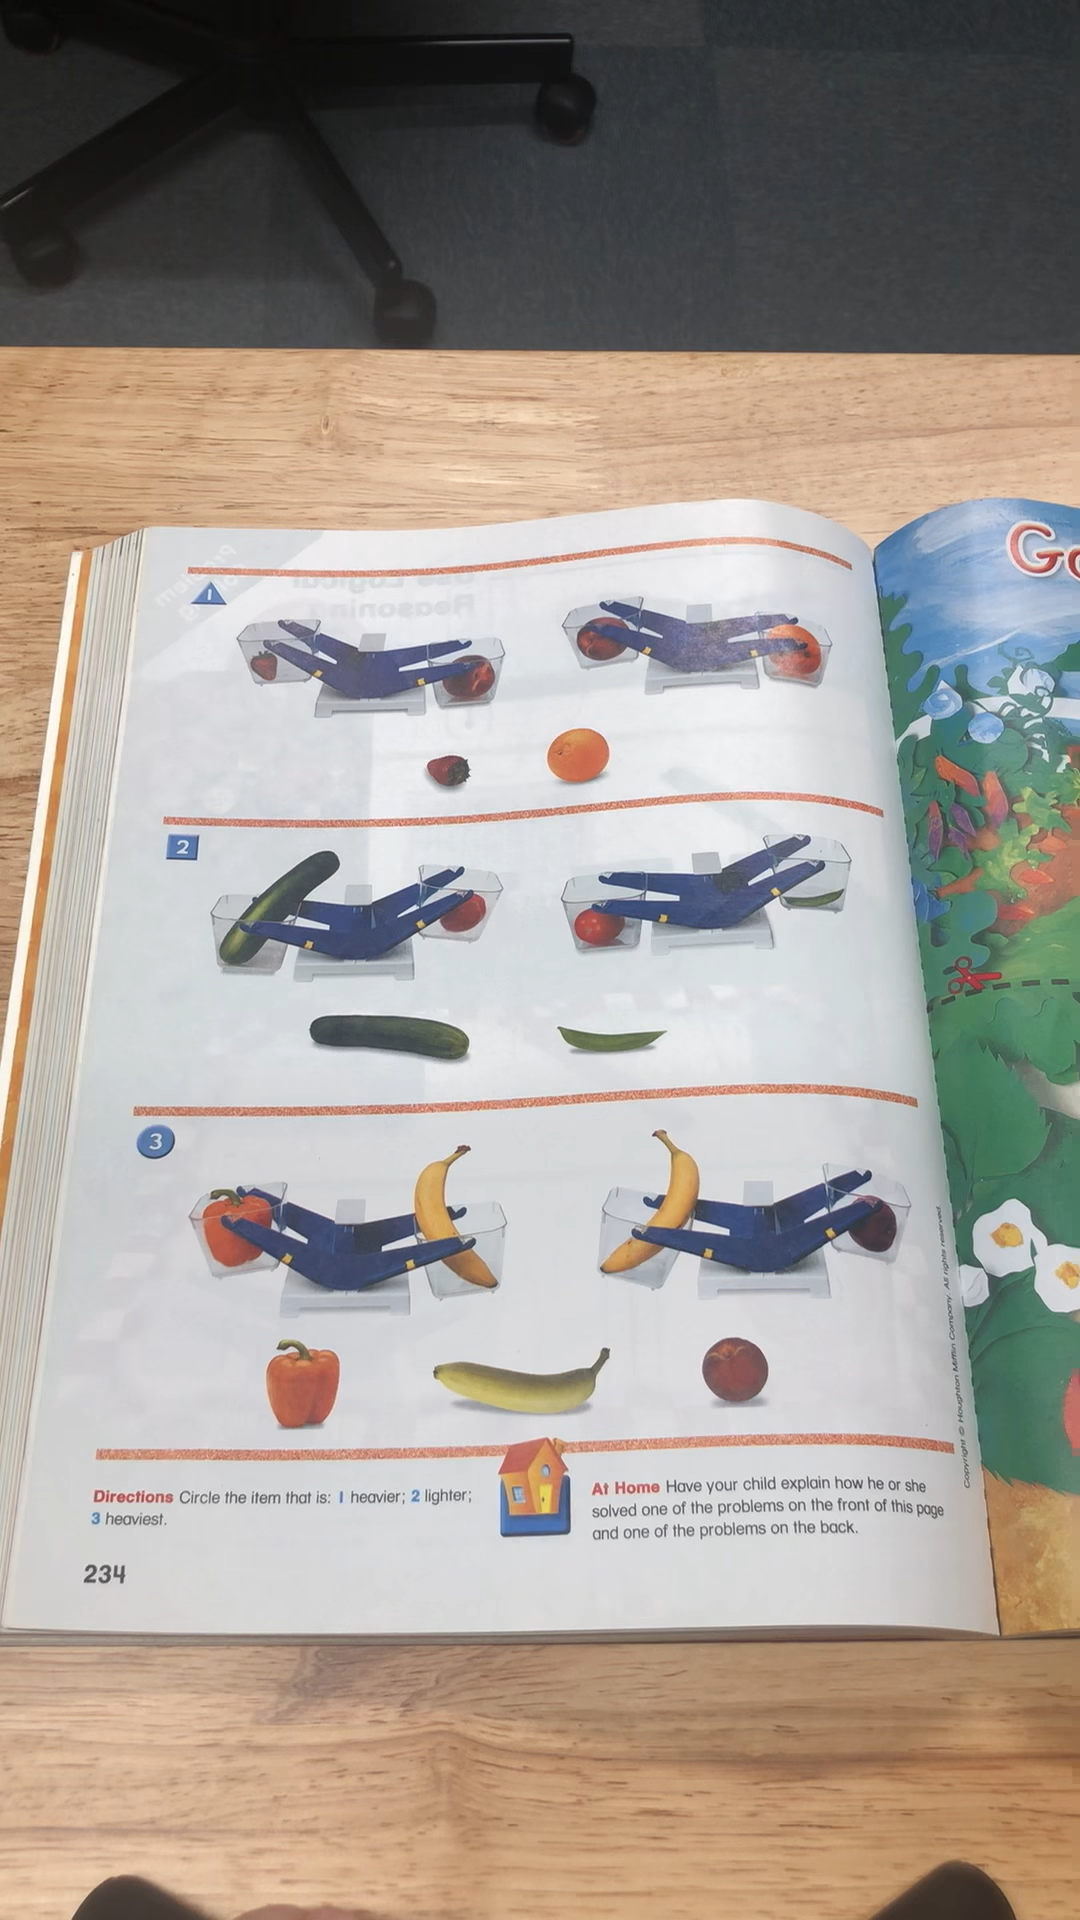 Go
1
2
3
Directions Circle the item that is: 1 heavier; 2 lighter;
3 heaviest.
At Home Have your child explain how he or she
solved one of the problems on the front of this page
and one of the problems on the back.
234
Copyright © Houghton Mifflin Company. All rights reserved.